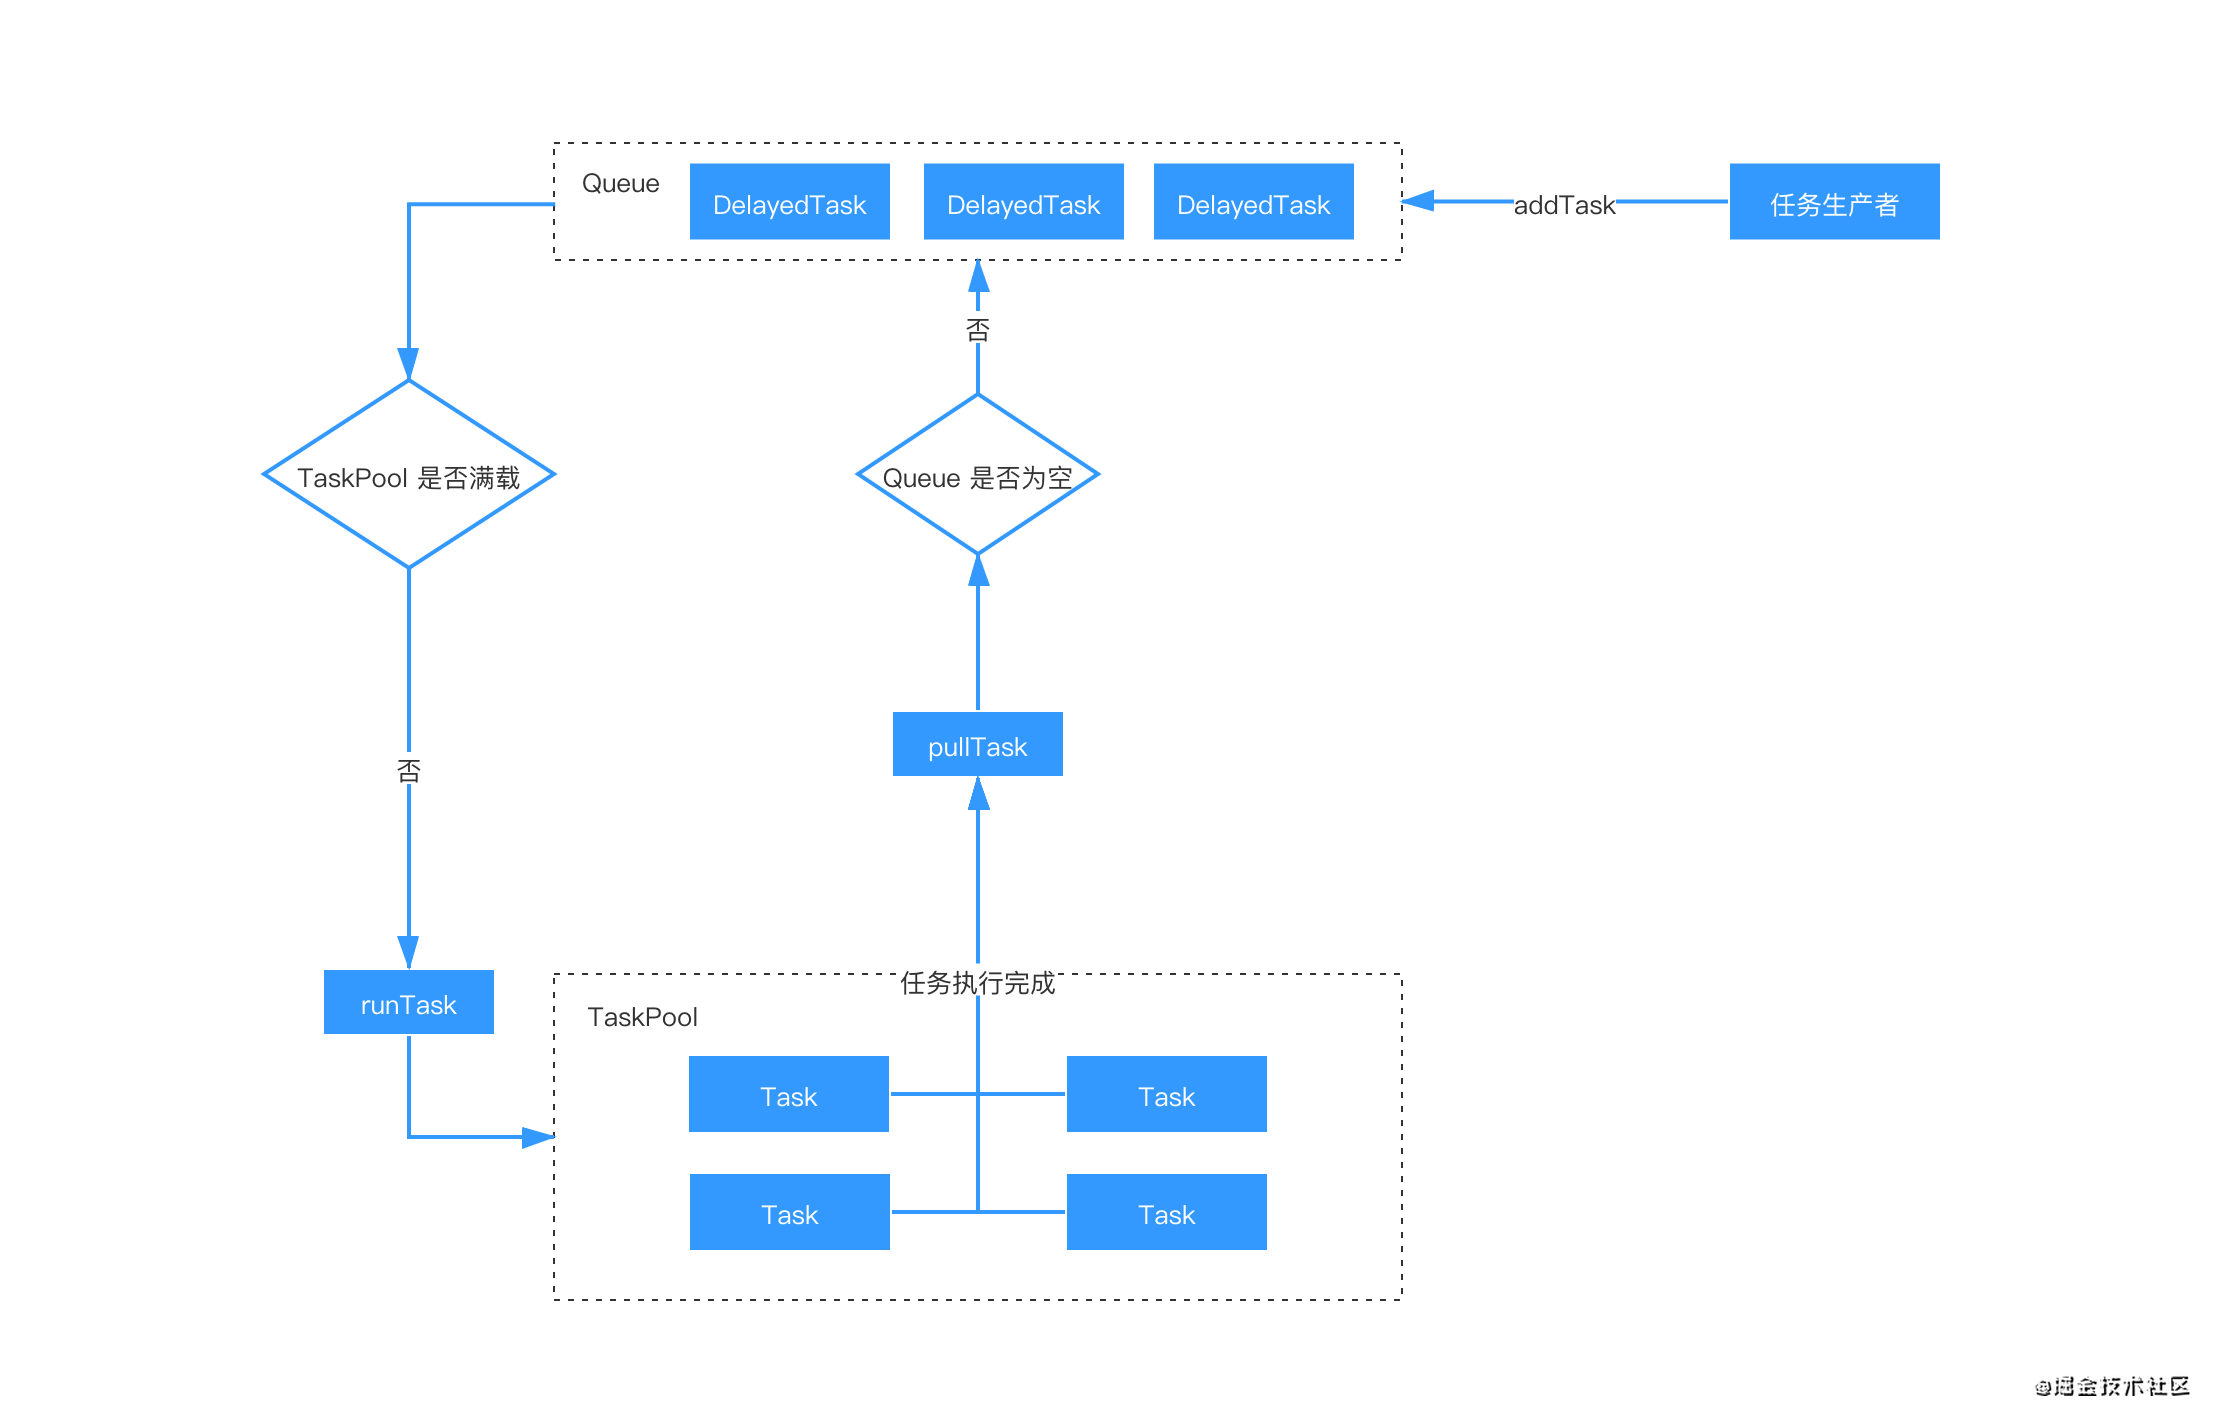 Queue
DelayedTask
DelayedTask
DelayedTask
addTask
任务生产者
否
TaskPool 是否满载
Queue 是否为空
pullTask
否
任务执行完成
runTask
TaskPool
Task
Task
Task
Task
@掘金技术社区